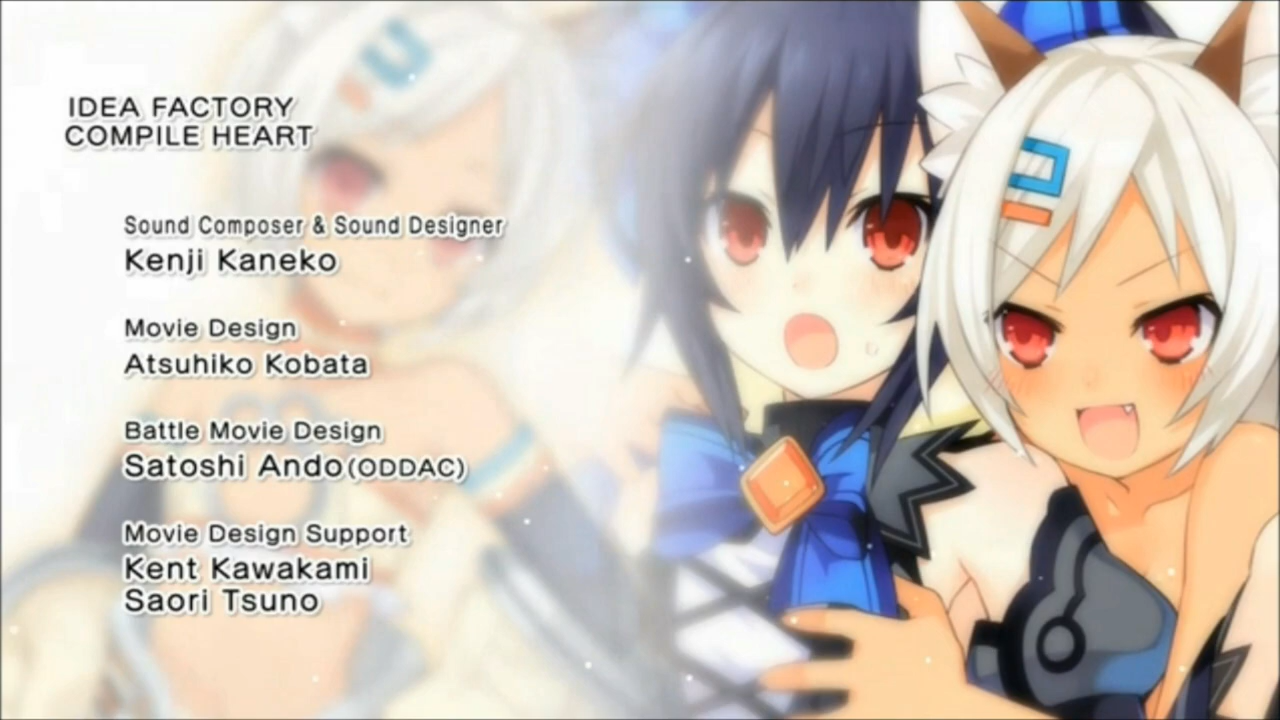 IDEA FACTORY
COMPILE HEART
Sound Composer & Sound Designer
Kenji Kaneko
Movie Design
Atsuhiko Kobata
Battle Movie Design
Satoshi Ando(ODDAC)
Movie Design Support
Kent Kawakami
Saori Tsuno